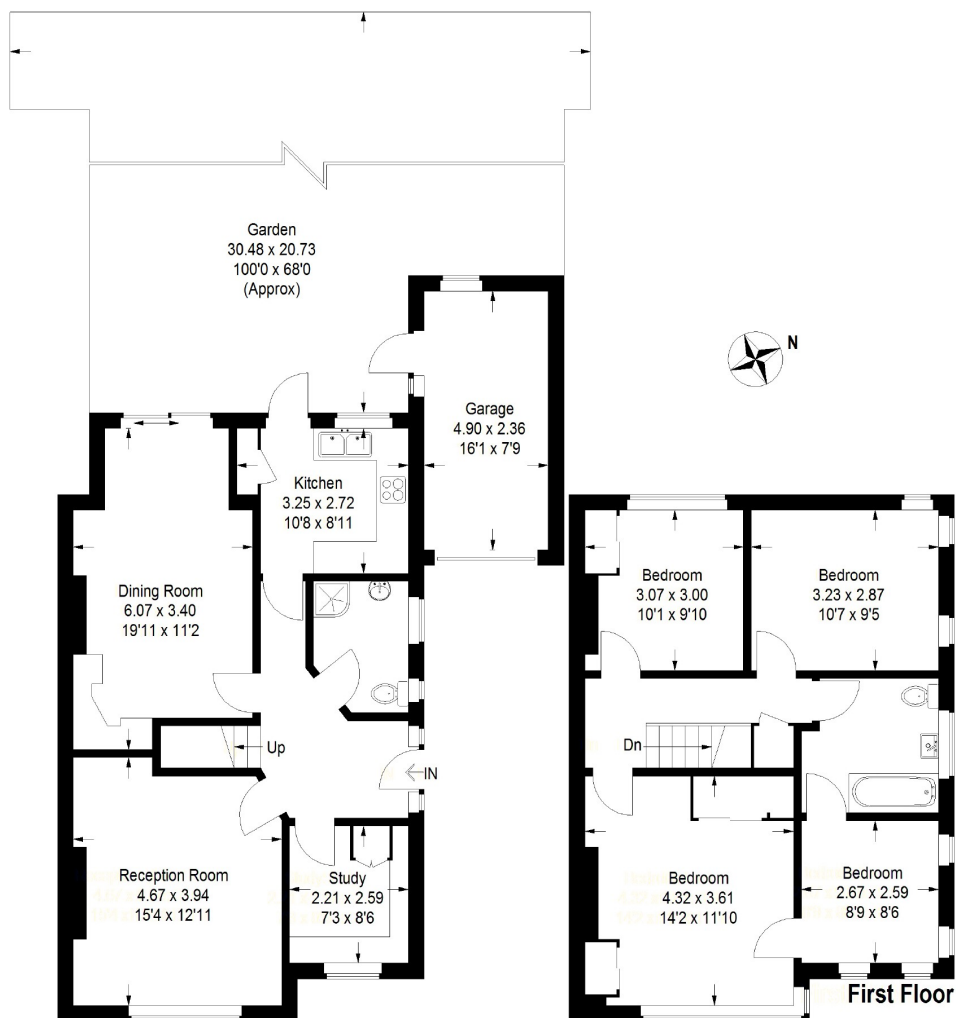 Garden
30.48 x 20.73
100'0 x 68'0
(Approx)
N
Garage
4.90 x 2.36
16'1 x 7'9
Kitchen
3.25 x 2.72
10'8 x 8'11
Dining Room
6.07 x 3.40
19'11 x 11'2
Up
IN
Reception Room
4.67 x 3.94
15'4 x 12'11
Study
2.21 x 2.59
7'3 x 8'6
Bedroom
3.07 x 3.00
10'1 x 9'10
Bedroom
3.23 x 2.87
10'7 x 9'5
Dn
Bedroom
4.32 x 3.61
14'2 x 11'10
Bedroom
2.67 x 2.59
8'9 x 8'6
First Floor